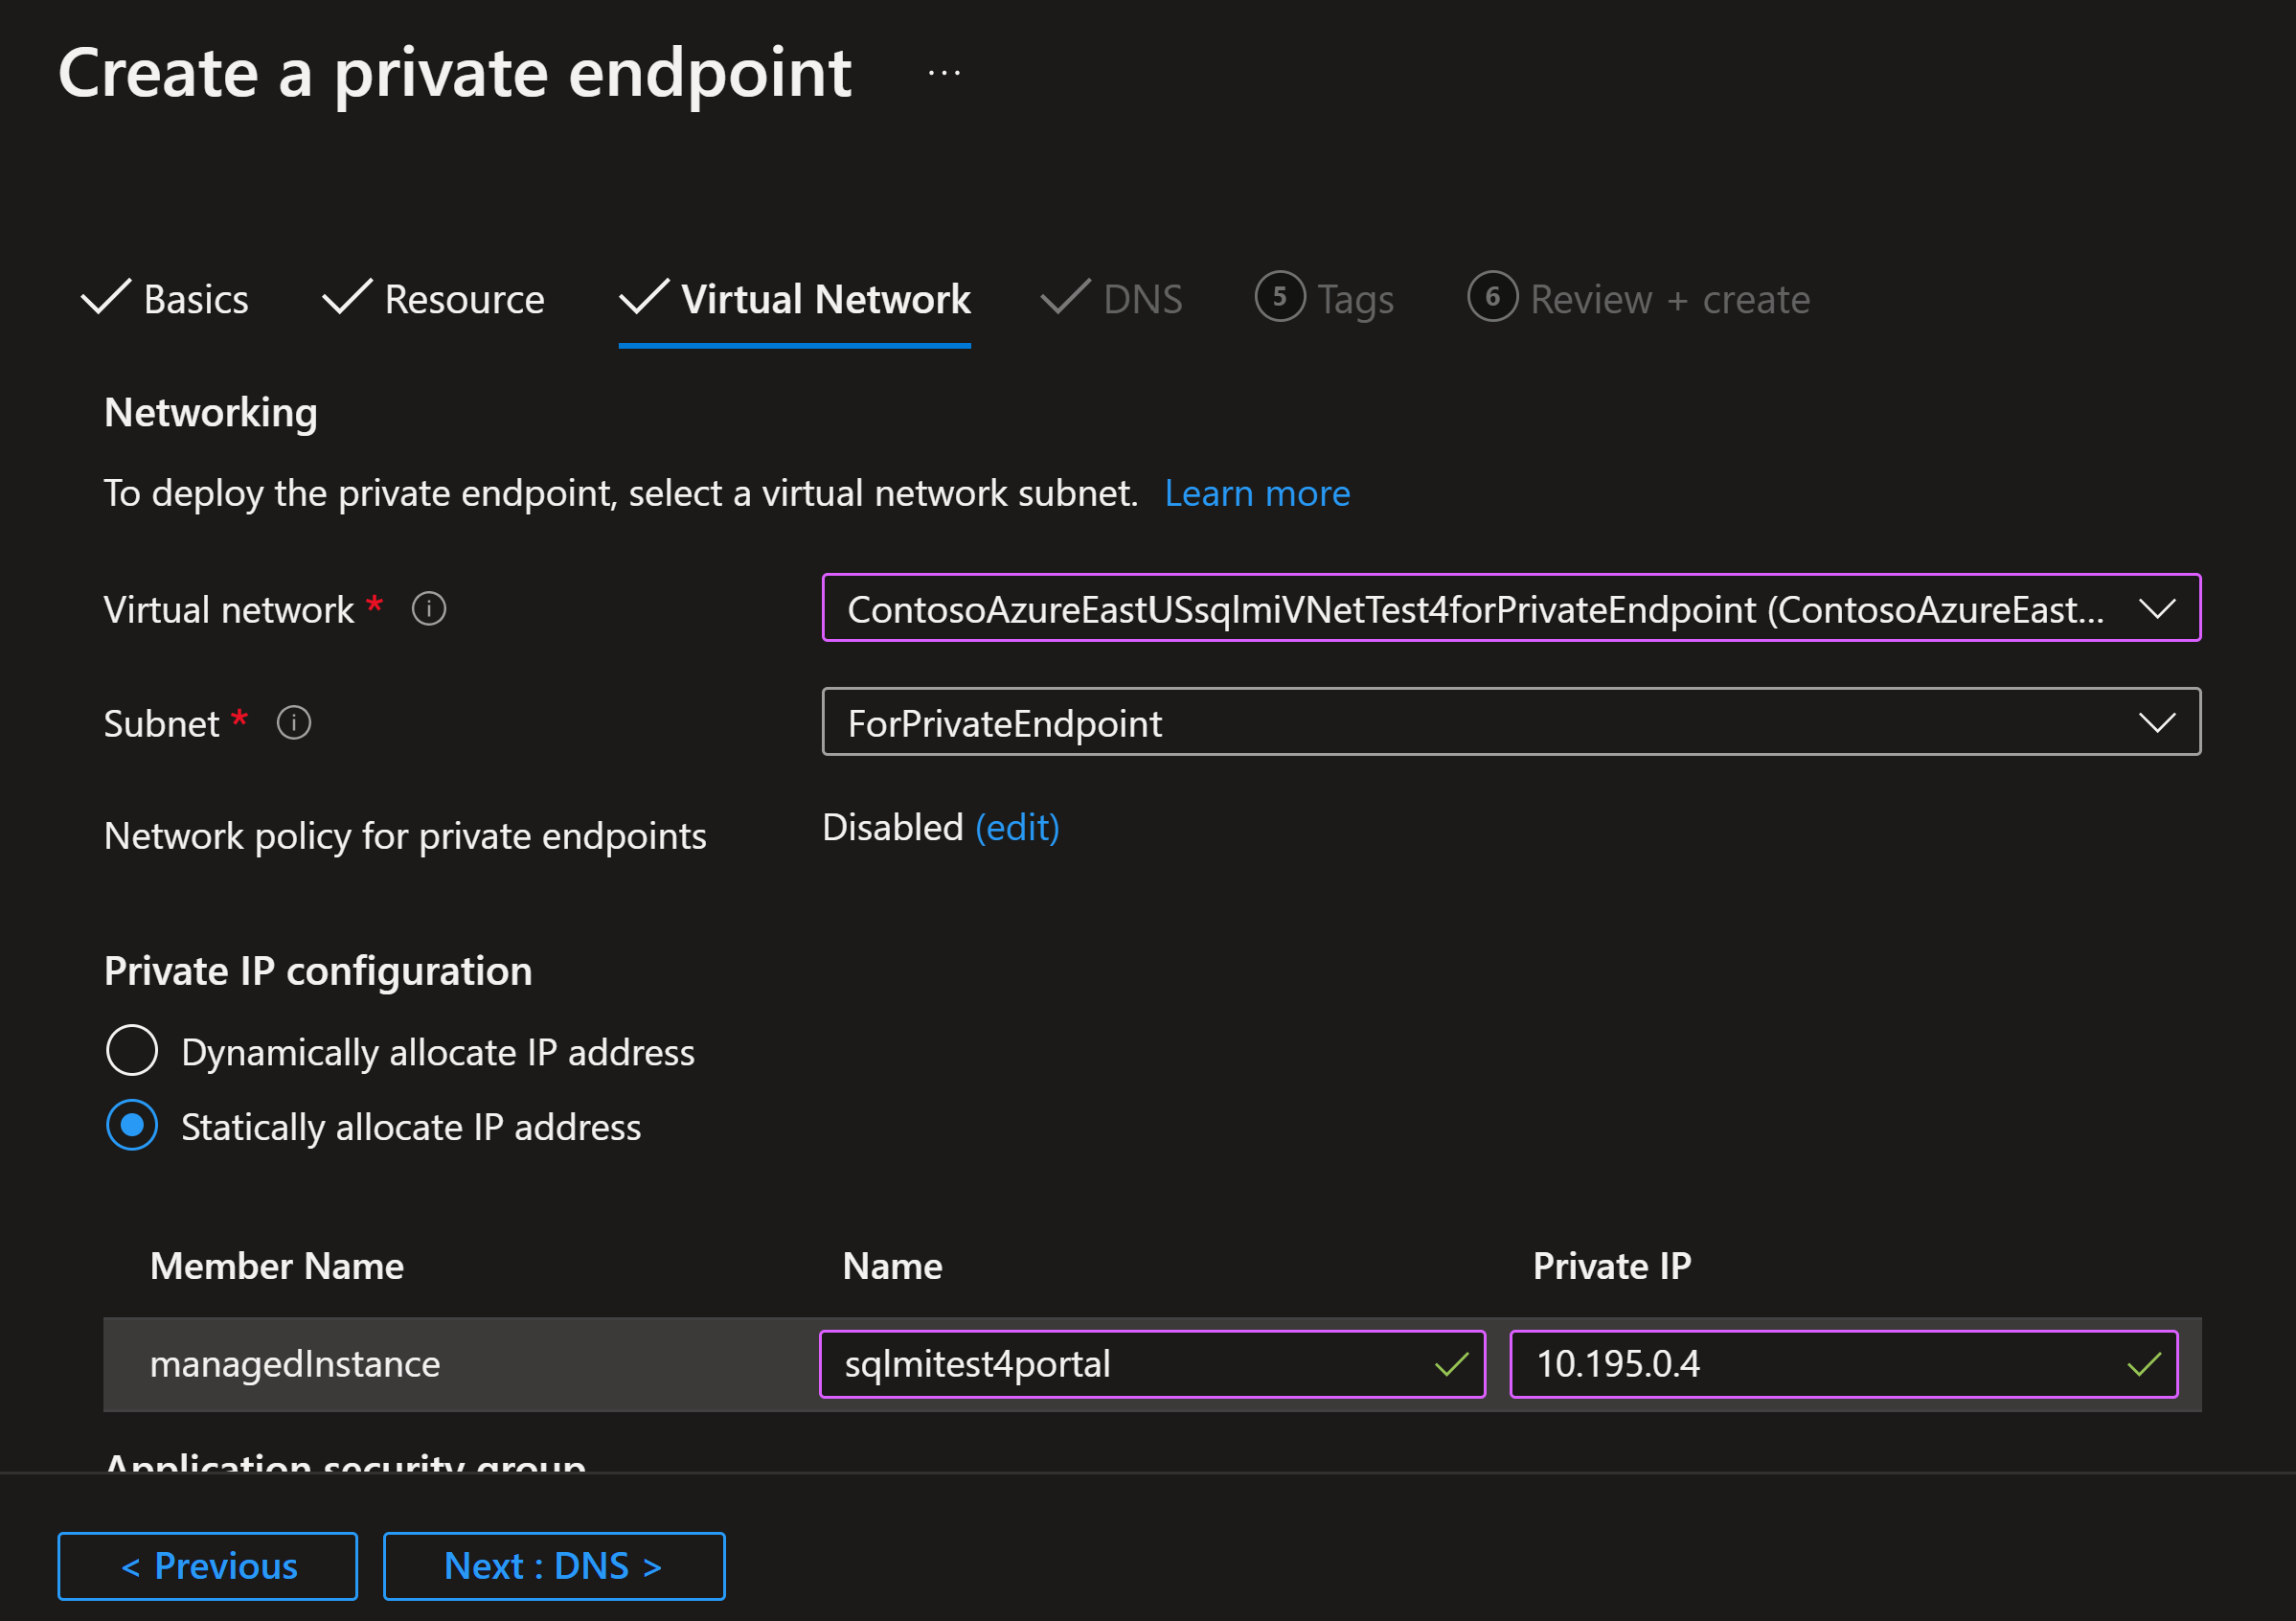 Create a private endpoint ...
Basics Resource Virtual Network DNS 5 Tags 6 Review + create
Networking
To deploy the private endpoint, select a virtual network subnet. Learn more
Virtual network * ContosoAzureEastUSsqlmiVNetTest4forPrivateEndpoint (ContosoAzureEast...
Subnet * ForPrivateEndpoint
Network policy for private endpoints Disabled (edit)
Private IP configuration
Dynamically allocate IP address
Statically allocate IP address
Member Name Name Private IP
managedInstance sqlmitest4portal 10.195.0.4
Application security group
< Previous Next : DNS >